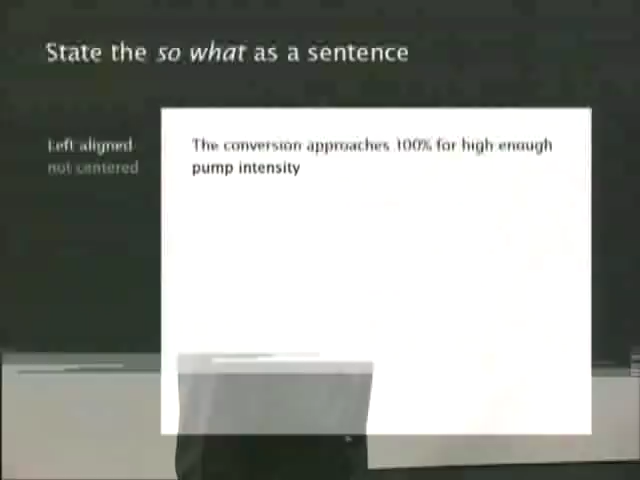 State the so what as a sentence
Left aligned
not centered
The conversion approaches 100% for high enough
pump intensity